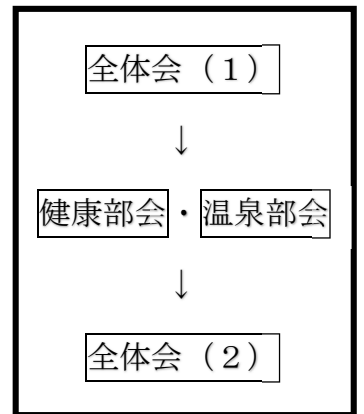 全体会（１）
↓
健康部会・温泉部会
↓
全体会（２）